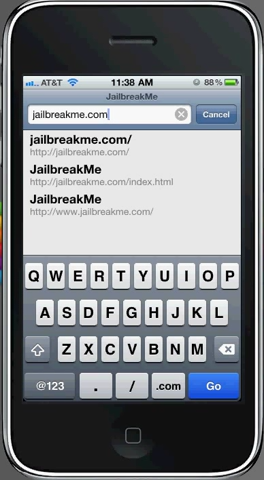 AT&T 11:38 AM 88%
JailbreakMe
jailbreakme.com Cancel
jailbreakme.com/
http://jailbreakme.com/
JailbreakMe
http://jailbreakme.com/index.html
JailbreakMe
http://www.jailbreakme.com/
Q W E R T Y U I O P
A S D F G H J K L
Z X C V B N M
@123 . / .com Go